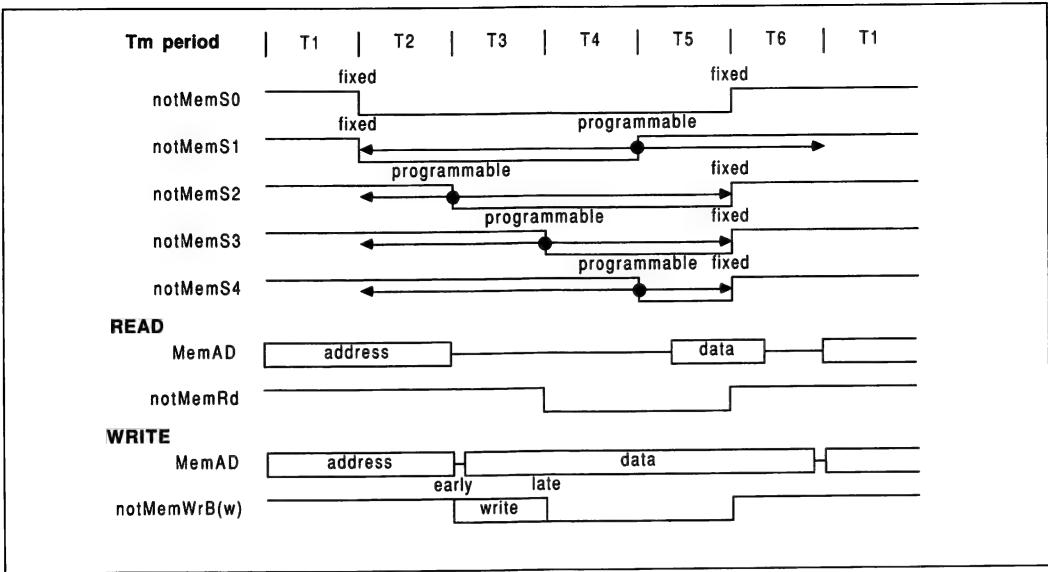 Tm period | T1 | T2 | T3 | T4 | T5 | T6 | T1
fixed fixed
notMemS0
fixed programmable
notMemS1
programmable fixed
notMemS2
programmable fixed
notMemS3
programmable fixed
notMemS4
READ
MemAD address data
notMemRd
WRITE
MemAD address data
early late
notMemWrB(w) write